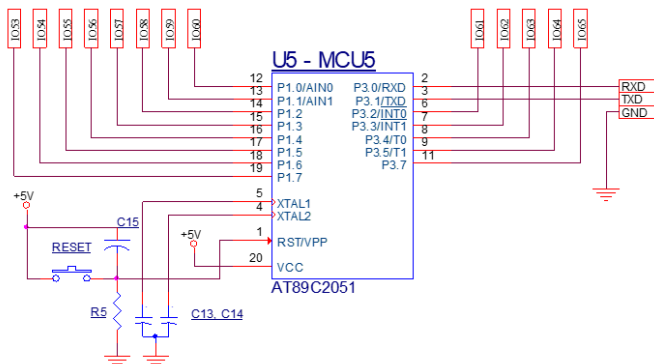 IO53 IO54 IO55 IO56 IO57 IO58 IO59 IO60 IO61 IO62 IO63 IO64 IO65
U5 - MCU5
12 P1.0/AIN0 P3.0/RXD 2 RXD
13 P1.1/AIN1 P3.1/TXD 3 TXD
14 P1.2 P3.2/INT0 6 GND
15 P1.3 P3.3/INT1 7
16 P1.4 P3.4/T0 8
17 P1.5 P3.5/T1 9
18 P1.6 P3.7 11
19 P1.7
5 XTAL1
4 XTAL2
+5V
C15
+5V
1 RST/VPP
RESET
20 VCC
AT89C2051
R5
C13, C14